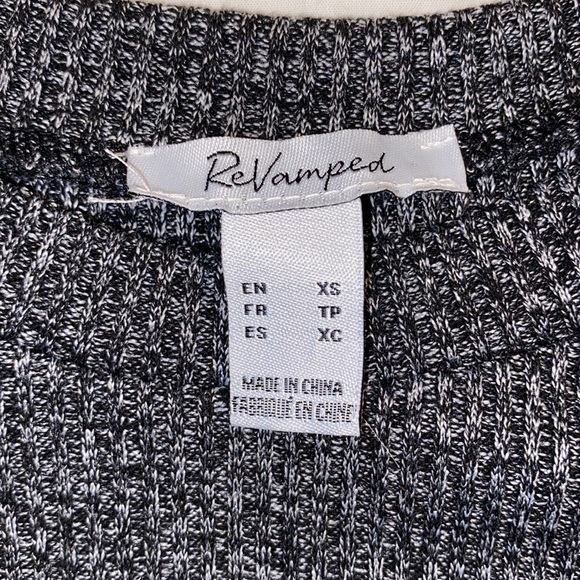 ReVamped
EN XS
FR TP
ES XC
MADE IN CHINA
FABRIQUÉ EN CHINE